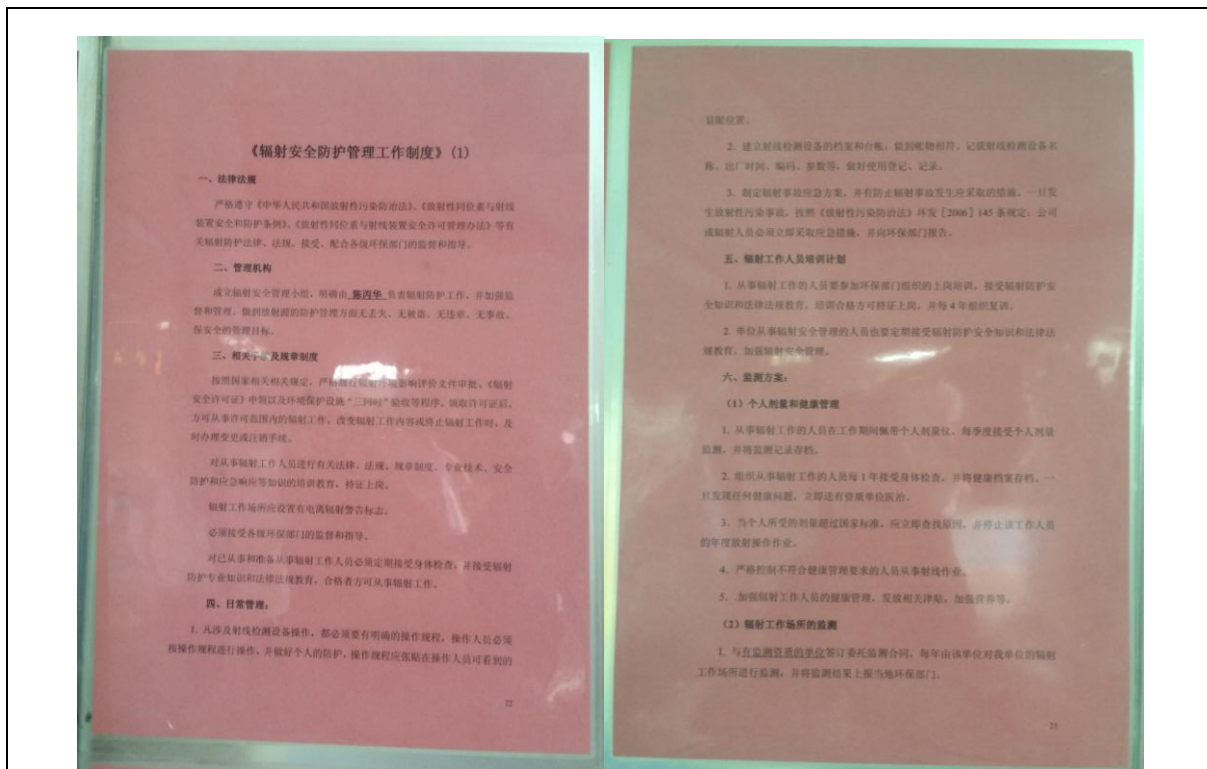 《辐射安全防护管理工作制度》(1)
一、法律法规
严格遵守《中华人民共和国放射性污染防治法》、《放射性同位素与射线
装置安全和防护条例》、《放射性同位素与射线装置安全许可管理办法》等有
关辐射防护法律、法规，接受、配合各级环保部门的监督和指导。
二、管理机构
成立辐射安全管理小组，明确由 陈丙华 负责辐射防护工作，并加强监
督和管理。做到放射源的防护管理方面无丢失、无被盗、无违章、无事故、
保安全的管理目标。
三、相关手续及规章制度
按照国家相关相关规定，严格履行辐射环境影响评价文件审批、《辐射
安全许可证》申领以及环境保护设施“三同时”验收等程序。领取许可证后，
方可从事许可范围内的辐射工作。改变辐射工作内容或终止辐射工作时，及
时办理变更或注销手续。
对从事辐射工作人员进行有关法律、法规、规章制度、专业技术、安全
防护和应急响应等知识的培训教育，持证上岗。
辐射工作场所应设置有电离辐射警告标志。
必须接受各级环保部门的监督和指导。
对已从事和准备从事辐射工作人员必须定期接受身体检查，并接受辐射
防护专业知识和法律法规教育，合格者方可从事辐射工作。
四、日常管理：
1. 凡涉及射线检测设备操作，都必须要有明确的操作规程，操作人员必须
按操作规程进行操作，并做好个人的防护，操作规程应张贴在操作人员可看到的
22
显眼位置。
2. 建立射线检测设备的档案和台帐，做到帐物相符。记载射线检测设备名
称、出厂时间、编码、参数等，做好使用登记、记录。
3. 制定辐射事故应急方案，并有防止辐射事故发生应采取的措施。一旦发
生放射性污染事故，按照《放射性污染防治法》环发［2006］145 条规定：公司
或辐射人员必须立即采取应急措施，并向环保部门报告。
五、辐射工作人员培训计划
1. 从事辐射工作的人员要参加环保部门组织的上岗培训，接受辐射防护安
全知识和法律法规教育，培训合格方可持证上岗，并每 4 年组织复训。
2. 单位从事辐射安全管理的人员也要定期接受辐射防护安全知识和法律法
规教育，加强辐射安全管理。
六、监测方案：
（1）个人剂量和健康管理
1. 从事辐射工作的人员在工作期间佩带个人剂量仪，每季度接受个人剂量
监测，并将监测记录存档。
2. 组织从事辐射工作的人员每 1 年接受身体检查，并将健康档案存档。一
旦发现任何健康问题，立即送有资质单位医治。
3. 当个人所受的剂量超过国家标准，应立即查找原因，并停止该工作人员
的年度放射操作作业。
4. 严格控制不符合健康管理要求的人员从事射线作业。
5. 加强辐射工作人员的健康管理，发放相关津贴，加强营养等。
（2）辐射工作场所的监测
1. 与有监测资质的单位签订委托监测合同，每年由该单位对我单位的辐射
工作场所进行监测，并将监测结果上报当地环保部门。